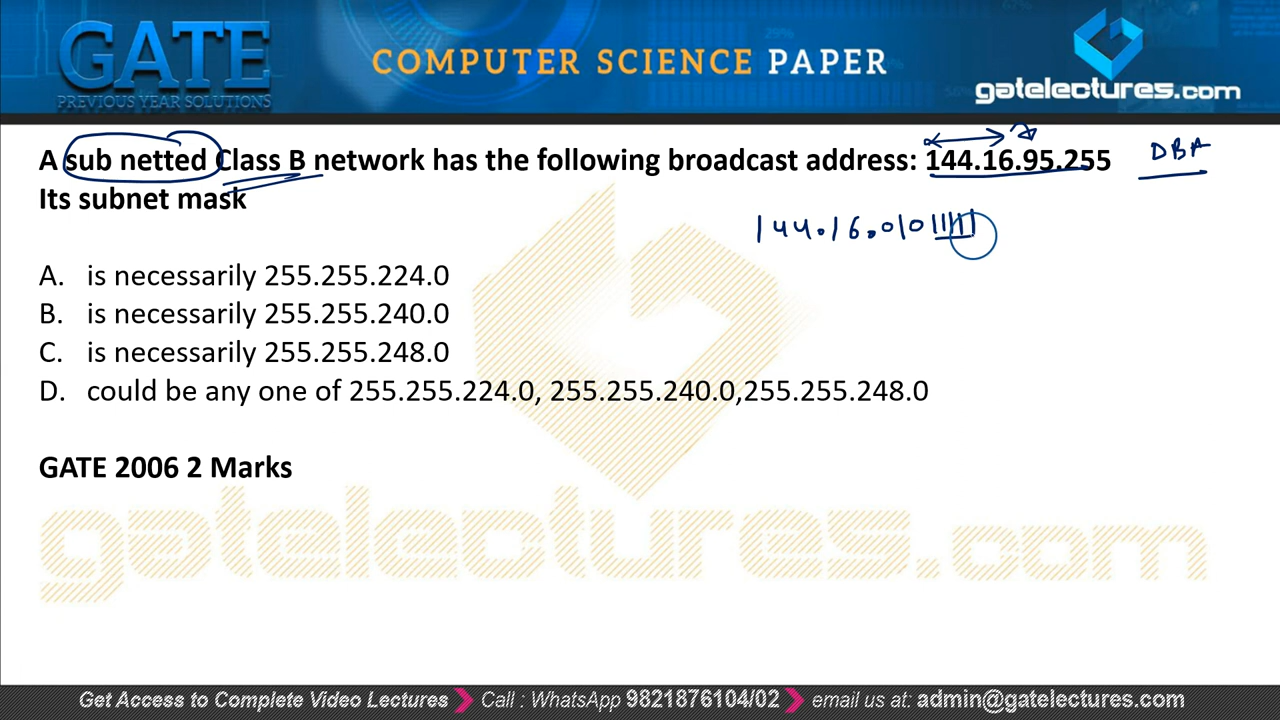 GATE
PREVIOUS YEAR SOLUTIONS
COMPUTER SCIENCE PAPER
gatelectures.com
A sub netted Class B network has the following broadcast address: 144.16.95.255
DBA
Its subnet mask
144.16.01011111
A. is necessarily 255.255.224.0
B. is necessarily 255.255.240.0
C. is necessarily 255.255.248.0
D. could be any one of 255.255.224.0, 255.255.240.0,255.255.248.0
GATE 2006 2 Marks
gatelectures.com
Get Access to Complete Video Lectures Call : WhatsApp 9821876104/02 email us at: admin@gatelectures.com